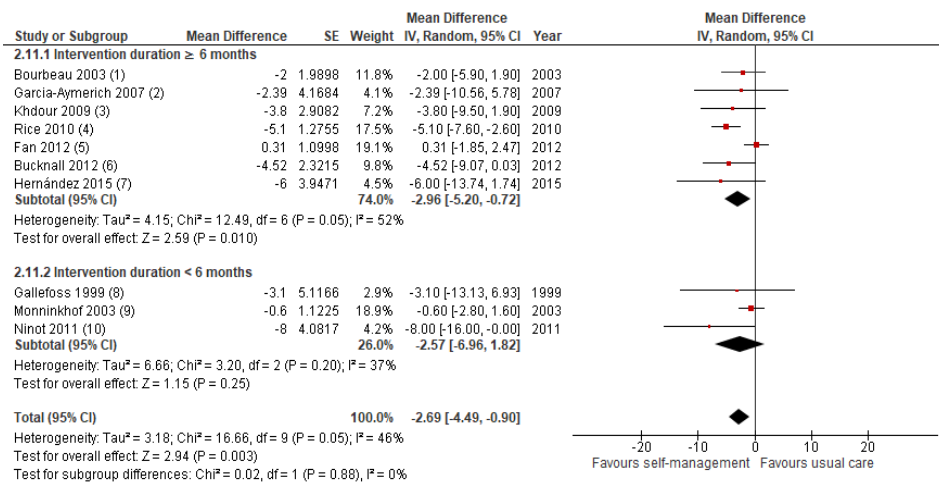 Mean Difference Mean Difference
Study or Subgroup Mean Difference SE Weight IV, Random, 95% CI Year IV, Random, 95% CI
2.11.1 Intervention duration ≥ 6 months
Bourbeau 2003 (1) -2 1.9898 11.8% -2.00 [-5.90, 1.90] 2003
Garcia-Aymerich 2007 (2) -2.39 4.1684 4.1% -2.39 [-10.56, 5.78] 2007
Khdour 2009 (3) -3.8 2.9082 7.2% -3.80 [-9.50, 1.90] 2009
Rice 2010 (4) -5.1 1.2755 17.5% -5.10 [-7.60, -2.60] 2010
Fan 2012 (5) 0.31 1.0998 19.1% 0.31 [-1.85, 2.47] 2012
Bucknall 2012 (6) -4.52 2.3215 9.8% -4.52 [-9.07, 0.03] 2012
Hernández 2015 (7) -6 3.9471 4.5% -6.00 [-13.74, 1.74] 2015
Subtotal (95% CI) 74.0% -2.96 [-5.20, -0.72]
Heterogeneity: Tau² = 4.15; Chi² = 12.49, df = 6 (P = 0.05); I² = 52%
Test for overall effect: Z = 2.59 (P = 0.010)
2.11.2 Intervention duration < 6 months
Gallefoss 1999 (8) -3.1 5.1166 2.9% -3.10 [-13.13, 6.93] 1999
Monninkhof 2003 (9) -0.6 1.1225 18.9% -0.60 [-2.80, 1.60] 2003
Ninot 2011 (10) -8 4.0817 4.2% -8.00 [-16.00, -0.00] 2011
Subtotal (95% CI) 26.0% -2.57 [-6.96, 1.82]
Heterogeneity: Tau² = 6.66; Chi² = 3.20, df = 2 (P = 0.20); I² = 37%
Test for overall effect: Z = 1.15 (P = 0.25)
Total (95% CI) 100.0% -2.69 [-4.49, -0.90]
Heterogeneity: Tau² = 3.18; Chi² = 16.66, df = 9 (P = 0.05); I² = 46%
Test for overall effect: Z = 2.94 (P = 0.003)
Test for subgroup differences: Chi² = 0.02, df = 1 (P = 0.88), I² = 0%
-20 -10 0 10 20
Favours self-management Favours usual care